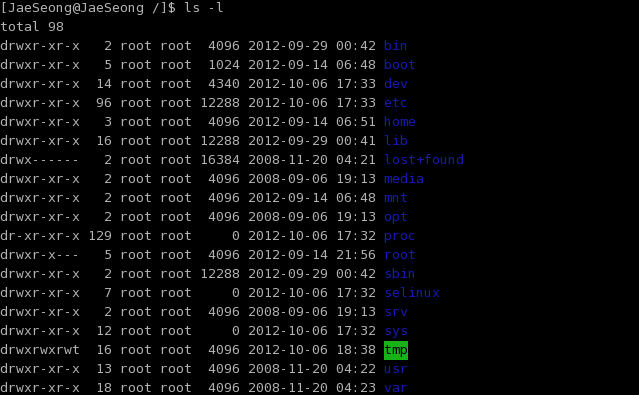 [JaeSeong@JaeSeong /]$ ls -l
total 98
drwxr-xr-x   2 root root  4096 2012-09-29 00:42 bin
drwxr-xr-x   5 root root  1024 2012-09-14 06:48 boot
drwxr-xr-x  14 root root  4340 2012-10-06 17:33 dev
drwxr-xr-x  96 root root 12288 2012-10-06 17:33 etc
drwxr-xr-x   3 root root  4096 2012-09-14 06:51 home
drwxr-xr-x  16 root root 12288 2012-09-29 00:41 lib
drwx------   2 root root 16384 2008-11-20 04:21 lost+found
drwxr-xr-x   2 root root  4096 2008-09-06 19:13 media
drwxr-xr-x   2 root root  4096 2012-09-14 06:48 mnt
drwxr-xr-x   2 root root  4096 2008-09-06 19:13 opt
dr-xr-xr-x 129 root root     0 2012-10-06 17:32 proc
drwxr-x---   5 root root  4096 2012-09-14 21:56 root
drwxr-xr-x   2 root root 12288 2012-09-29 00:42 sbin
drwxr-xr-x   7 root root     0 2012-10-06 17:32 selinux
drwxr-xr-x   2 root root  4096 2008-09-06 19:13 srv
drwxr-xr-x  12 root root     0 2012-10-06 17:32 sys
drwxrwxrwt  16 root root  4096 2012-10-06 18:38 tmp
drwxr-xr-x  13 root root  4096 2008-11-20 04:22 usr
drwxr-xr-x  18 root root  4096 2008-11-20 04:23 var